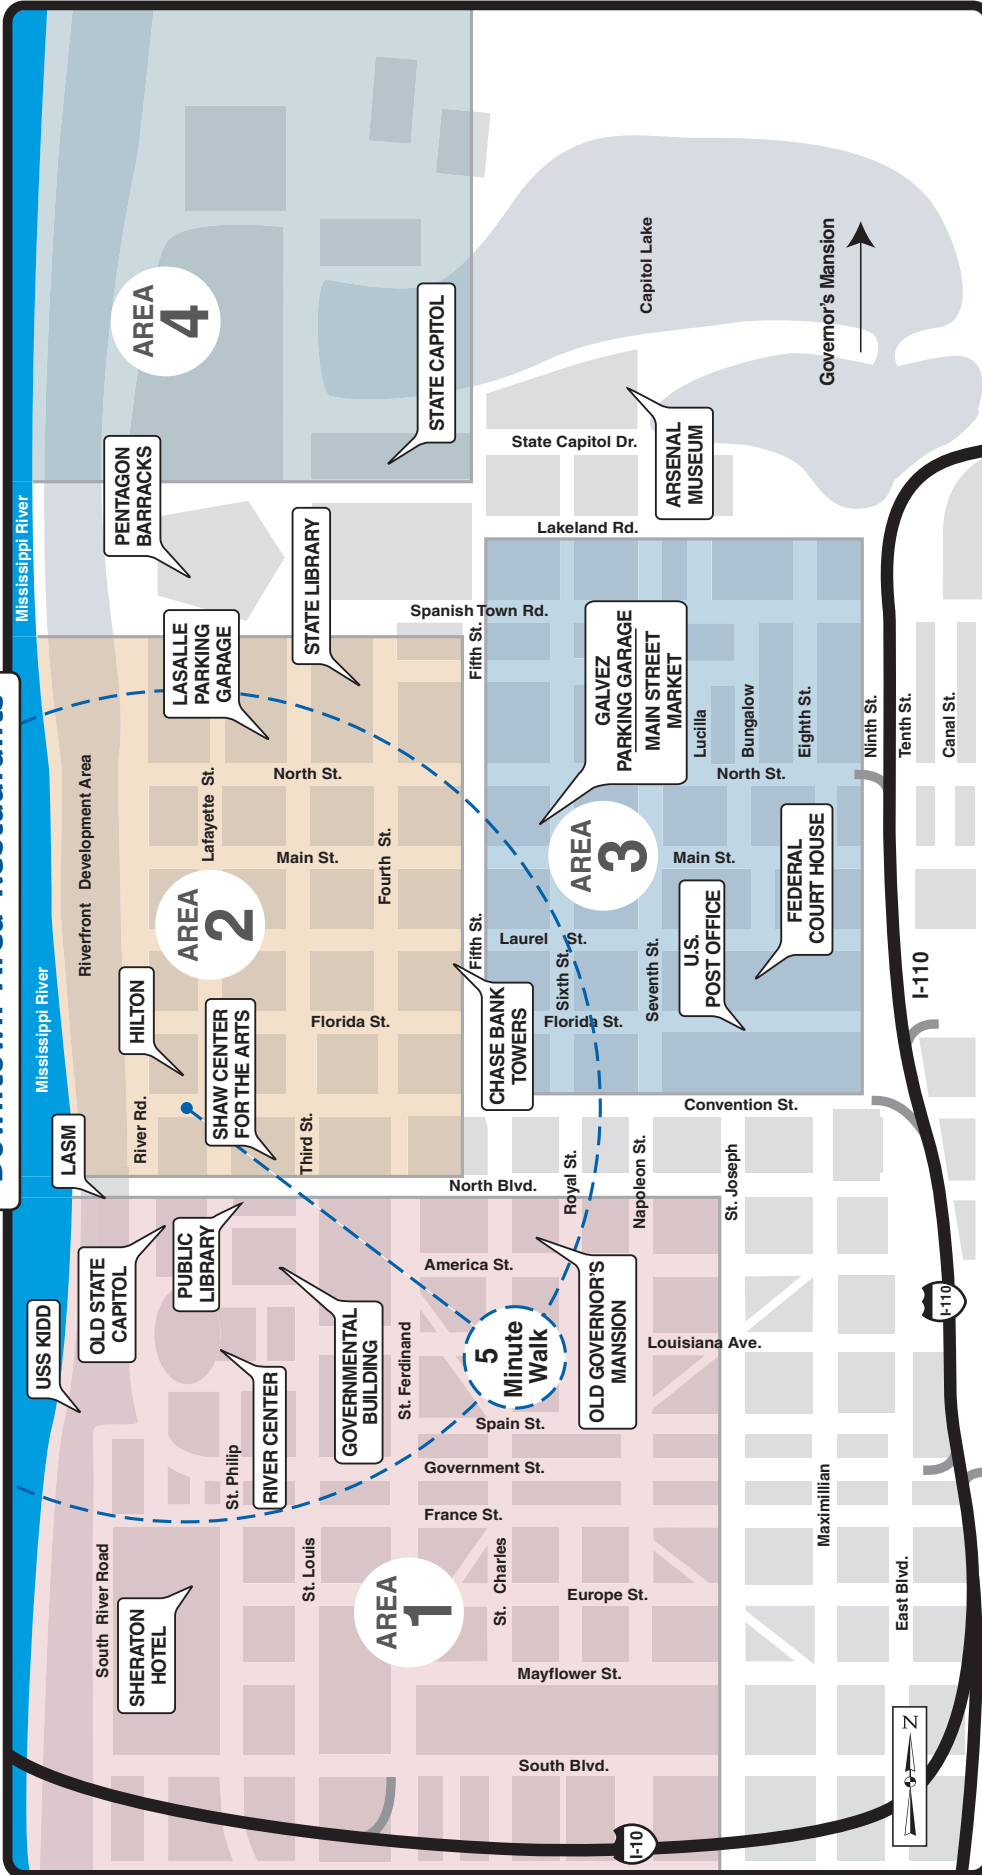 Mississippi River
Mississippi River
AREA
4
PENTAGON
BARRACKS
STATE CAPITOL
STATE LIBRARY
LASALLE
PARKING
GARAGE
Capitol Lake
Governor's Mansion
State Capitol Dr.
ARSENAL
MUSEUM
Lakeland Rd.
Spanish Town Rd.
Fifth St.
GALVEZ
PARKING GARAGE
MAIN STREET
MARKET
Lucilla
Bungalow
Eighth St.
Ninth St.
Tenth St.
Canal St.
Riverfront Development Area
Lafayette St.
North St.
North St.
Main St.
Main St.
Fourth St.
AREA
2
AREA
3
FEDERAL
COURT HOUSE
U.S.
POST OFFICE
Fifth St.
Laurel St.
Sixth St.
Seventh St.
HILTON
SHAW CENTER
FOR THE ARTS
Florida St.
Florida St.
CHASE BANK
TOWERS
I-110
LASM
River Rd.
Third St.
Convention St.
North Blvd.
Royal St.
Napoleon St.
St. Joseph
OLD STATE
CAPITOL
PUBLIC
LIBRARY
USS KIDD
GOVERNMENTAL
BUILDING
RIVER CENTER
America St.
St. Ferdinand
5
Minute
Walk
OLD GOVERNOR'S
MANSION
Louisiana Ave.
I-110
Spain St.
St. Philip
Government St.
France St.
South River Road
St. Louis
St. Charles
Maximillian
East Blvd.
SHERATON
HOTEL
AREA
1
Europe St.
Mayflower St.
South Blvd.
I-10
N